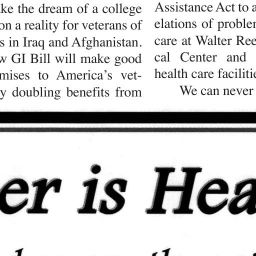 ke the dream of a college
on a reality for veterans of
s in Iraq and Afghanistan.
w GI Bill will make good
mises to America's vet-
y doubling benefits from
Assistance Act to a
elations of problem
care at Walter Ree
cal Center and
health care facilitie
We can never
er is Hea